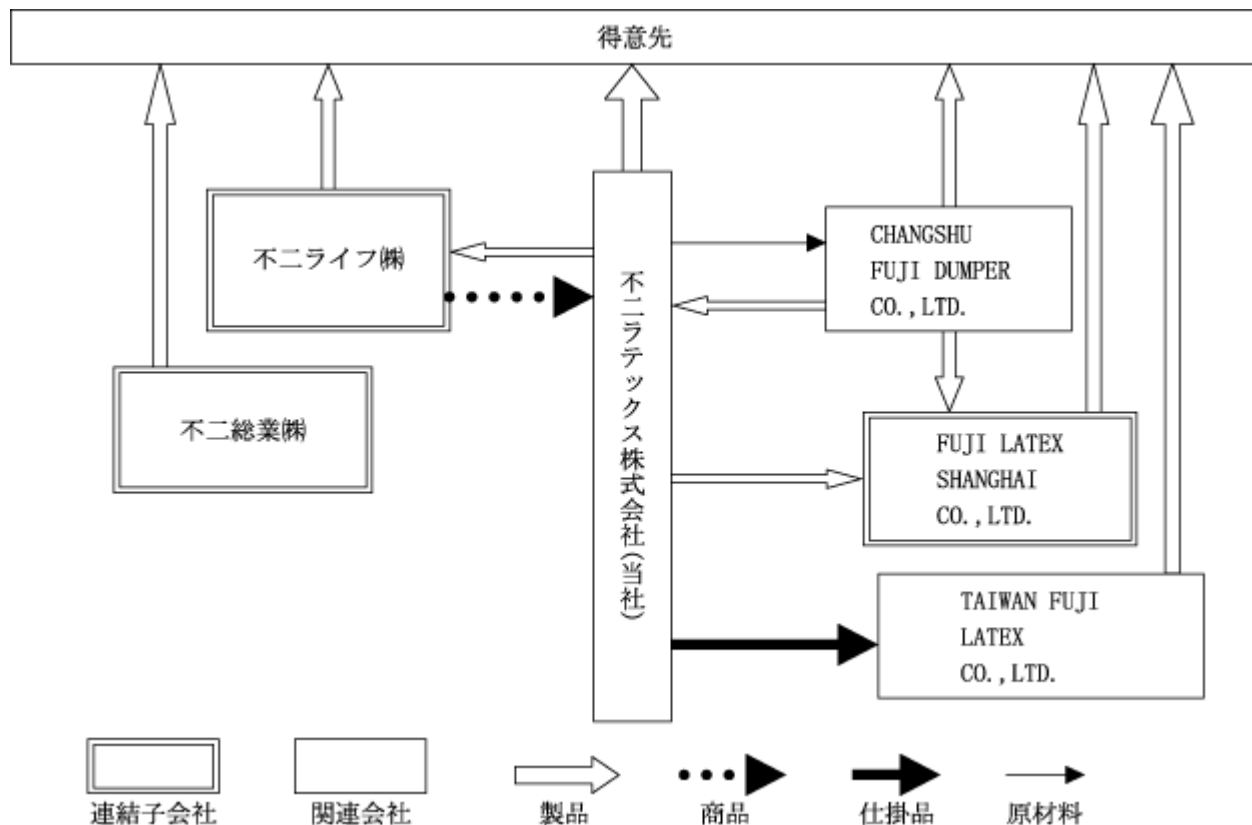 得意先
不二ライフ㈱
不二総業㈱
不二ラテックス株式会社(当社)
CHANGSHU
FUJI DUMPER
CO.,LTD.
FUJI LATEX
SHANGHAI
CO.,LTD.
TAIWAN FUJI
LATEX
CO.,LTD.
連結子会社
関連会社
製品
商品
仕掛品
原材料